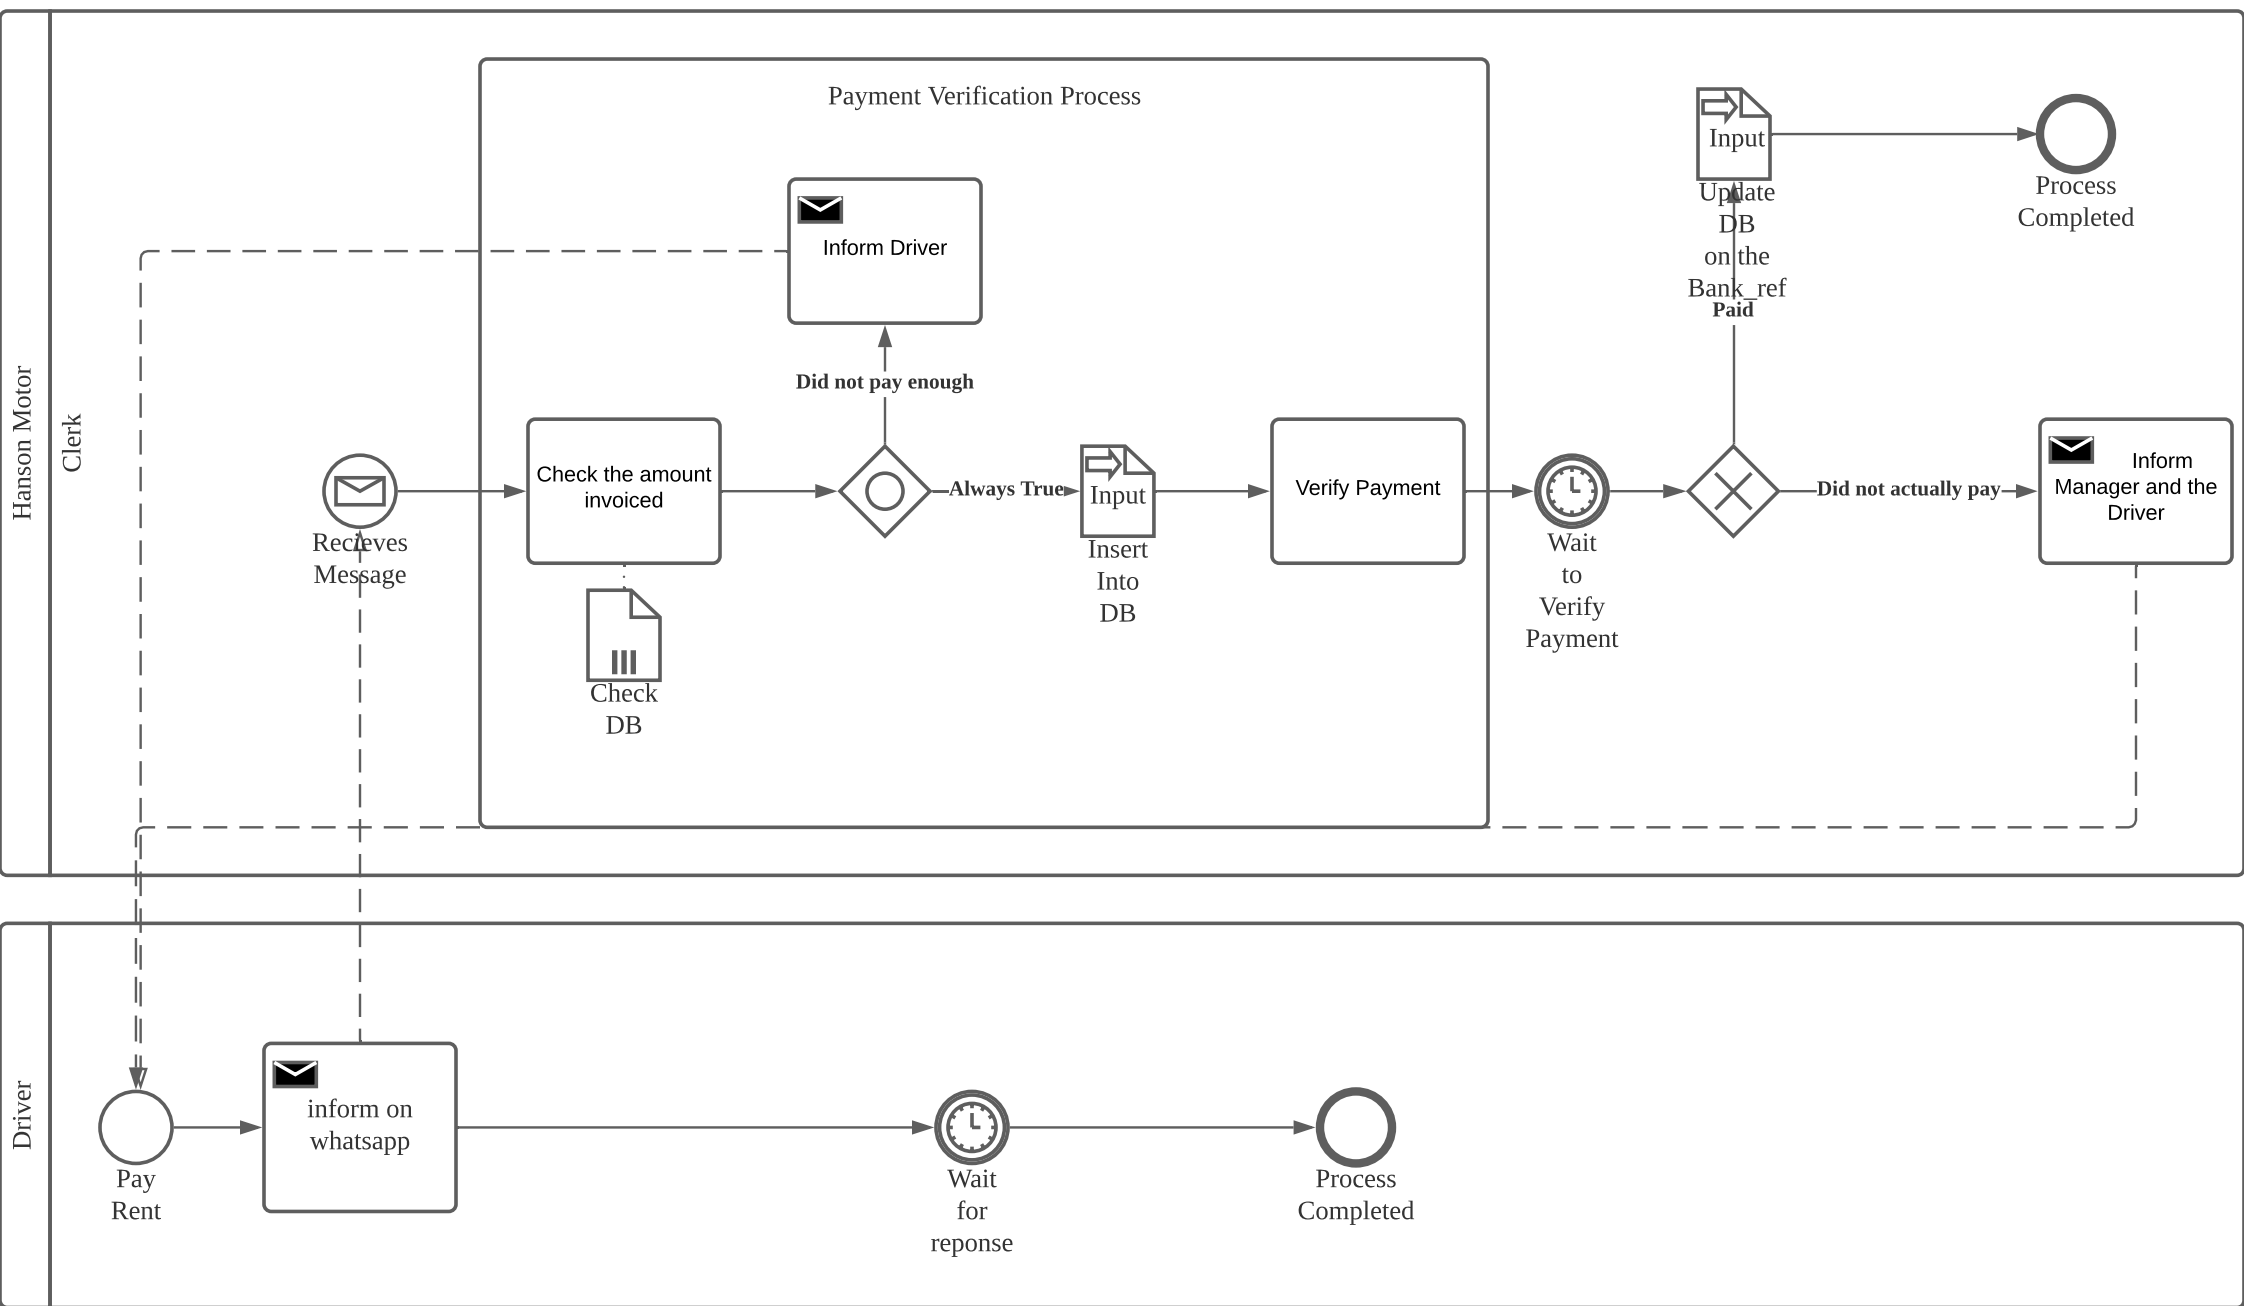 Hanson Motor
Clerk
Payment Verification Process
Inform Driver
Did not pay enough
Recieves
Message
Check the amount
invoiced
Check
DB
Always True
Input
Insert
Into
DB
Verify Payment
Wait
to
Verify
Payment
Input
Update
DB
on the
Bank_ref
Paid
Process
Completed
Did not actually pay
Inform
Manager and the
Driver
Driver
Pay
Rent
inform on
whatsapp
Wait
for
reponse
Process
Completed